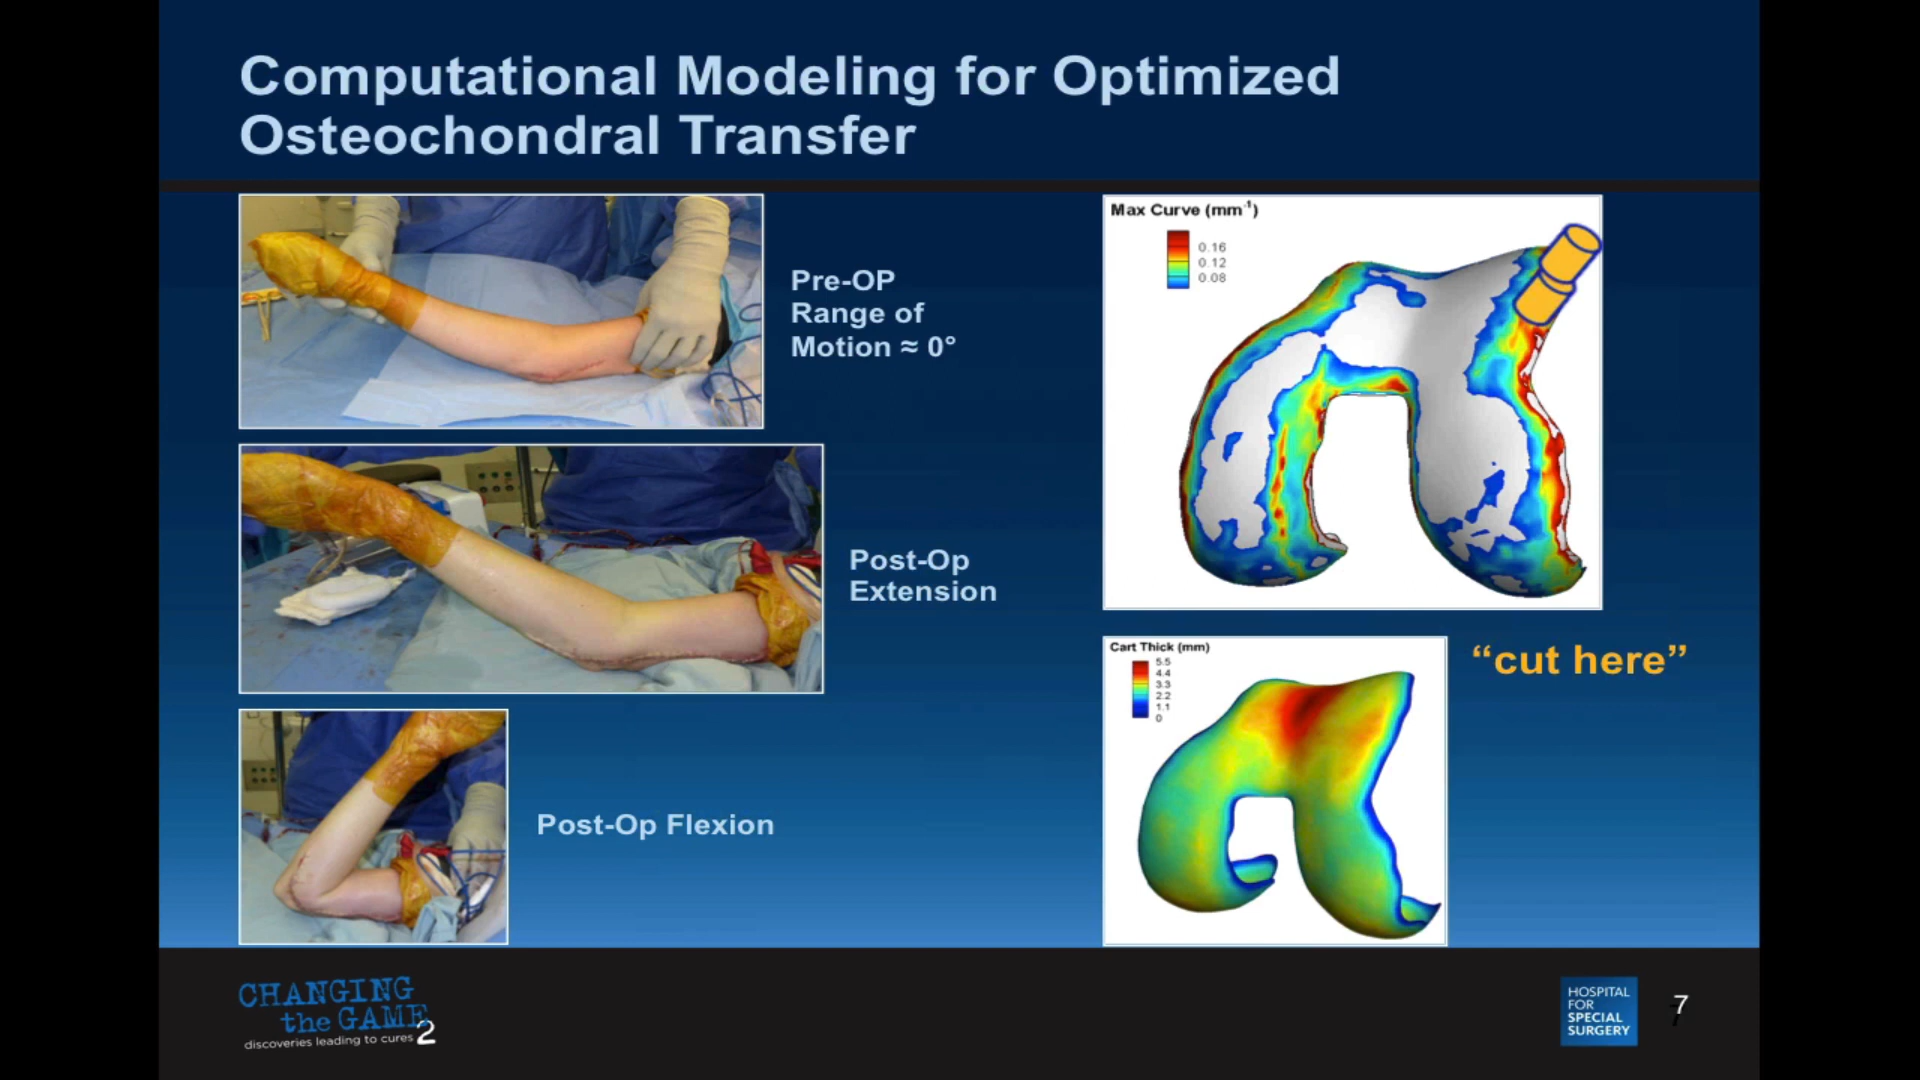 Computational Modeling for Optimized
Osteochondral Transfer
Pre-OP
Range of
Motion ≈ 0°
Post-Op
Extension
Post-Op Flexion
Max Curve (mm⁻¹)
0.16
0.12
0.08
Cart Thick (mm)
5.5
4.4
3.3
2.2
1.1
0
“cut here”
CHANGING
the GAME
2
discoveries leading to cures
HOSPITAL
FOR
SPECIAL
SURGERY
7